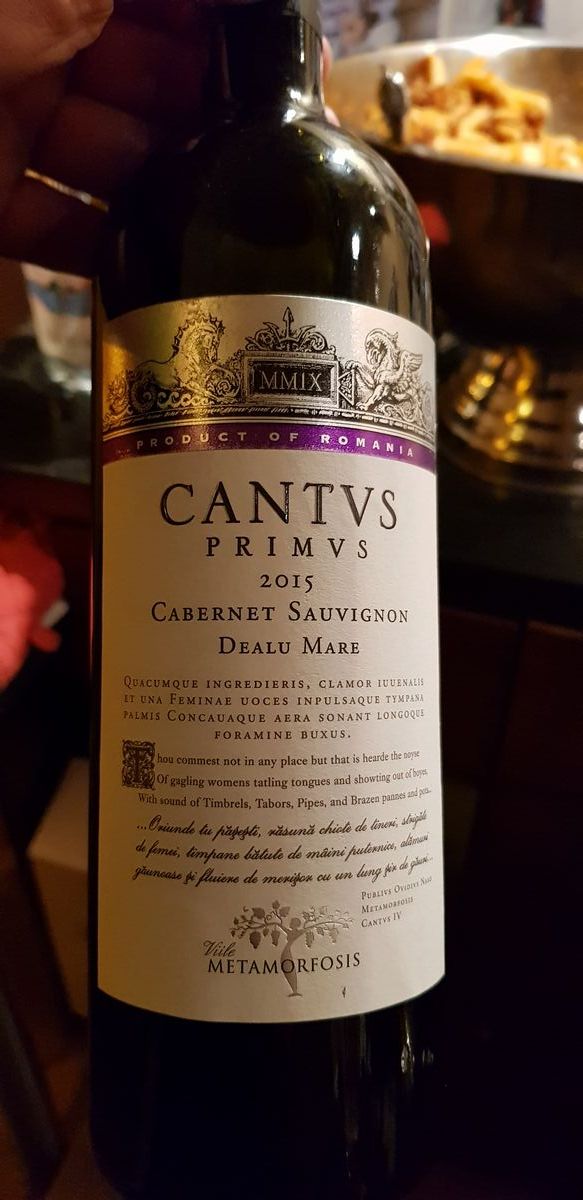 MMIX
PRODUCT OF ROMANIA
CANTVS
PRIMVS
2015
CABERNET SAUVIGNON
DEALU MARE
QUACUMQUE INGREDIERIS, CLAMOR IUUENALIS
ET UNA FEMINAE UOCES INPULSAQUE TYMPANA
PALMIS CONCAUAQUE AERA SONANT LONGOQUE
FORAMINE BUXUS.
Thou commest not in any place but that is hearde the noyse
Of gagling womens tatling tongues and showting out of boyes,
With sound of Timbrels, Tabors, Pipes, and Brazen pannes and pots...
...Oriunde tu pășești, răsună chiote de tineri, strigăte
de femei, timpane bătute de mâini puternice, alămuri
găunoase și fluiere de merișor cu un lung șir de găuri...
PUBLIVS OVIDIVS NASO
METAMORFOSIS
CANTVS IV
Viile
METAMORFOSIS